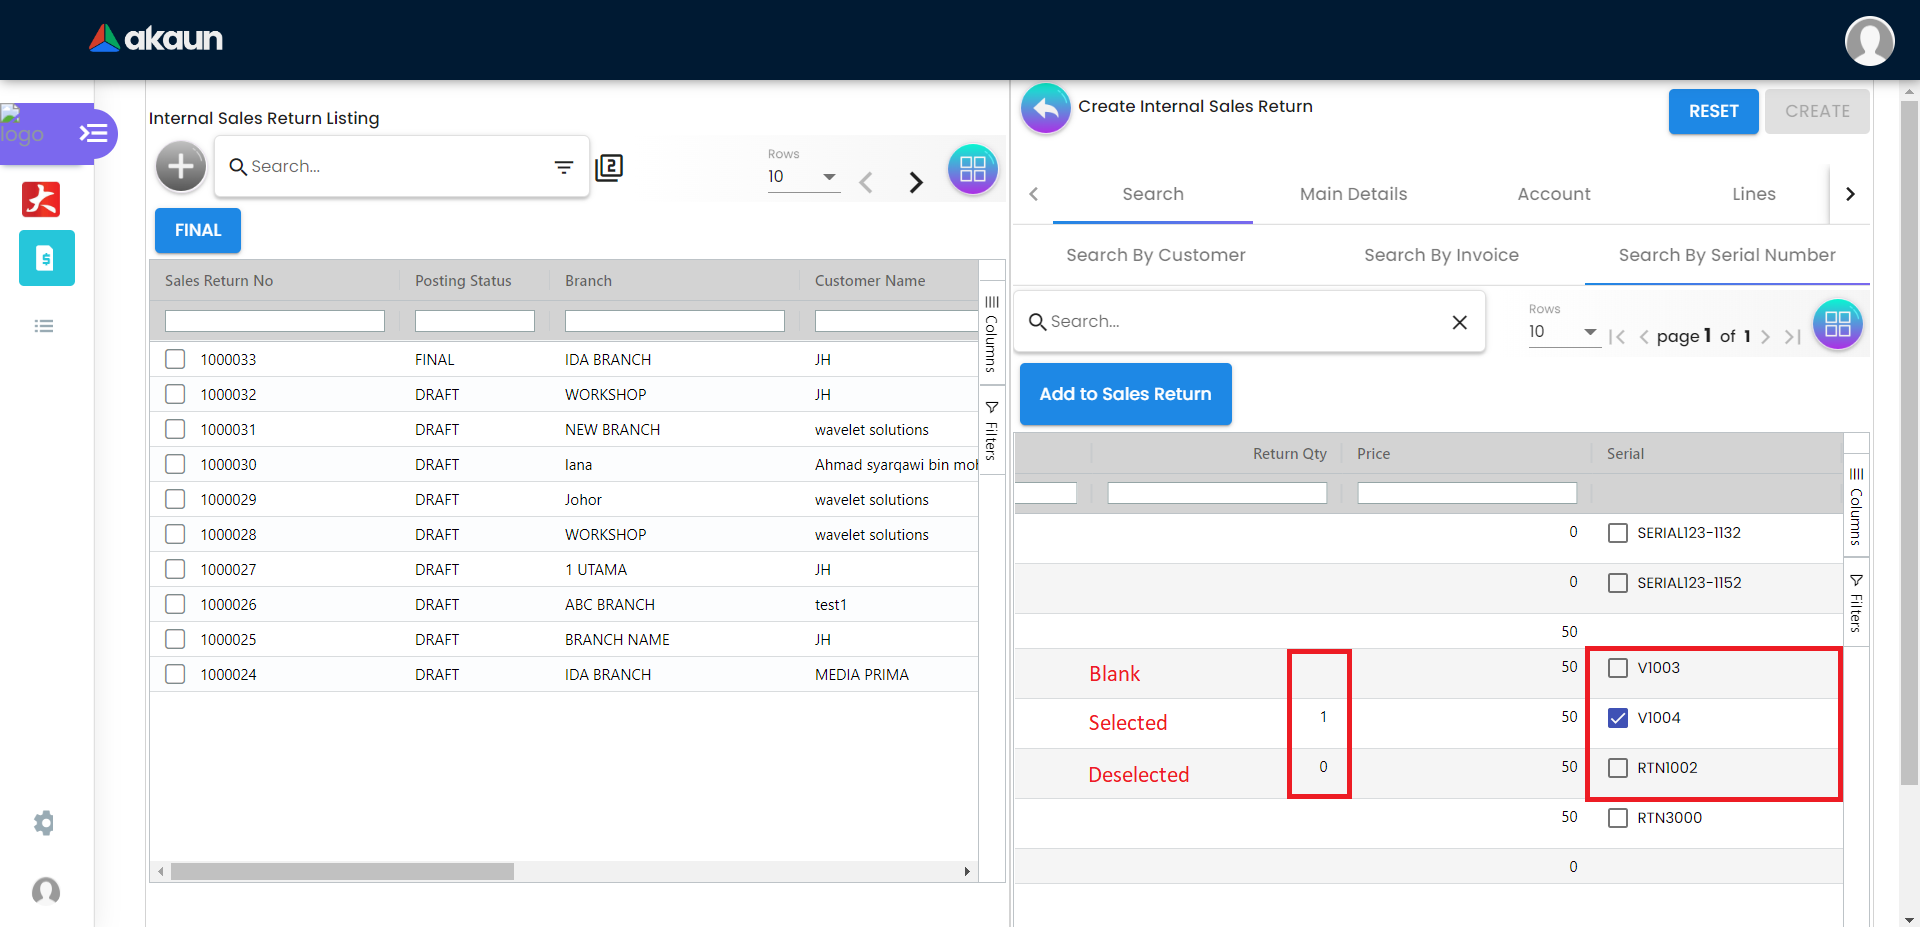 akaun
logo
Internal Sales Return Listing
Search...
2
Rows
10
FINAL
Sales Return No Posting Status Branch Customer Name
1000033 FINAL IDA BRANCH JH
1000032 DRAFT WORKSHOP JH
1000031 DRAFT NEW BRANCH wavelet solutions
1000030 DRAFT lana Ahmad syarqawi bin moh
1000029 DRAFT Johor wavelet solutions
1000028 DRAFT WORKSHOP wavelet solutions
1000027 DRAFT 1 UTAMA JH
1000026 DRAFT ABC BRANCH test1
1000025 DRAFT BRANCH NAME JH
1000024 DRAFT IDA BRANCH MEDIA PRIMA
Columns
Filters
Create Internal Sales Return
RESET
CREATE
Search Main Details Account Lines
Search By Customer Search By Invoice Search By Serial Number
Search...
Rows
10
page 1 of 1
Add to Sales Return
Return Qty Price Serial
0 SERIAL123-1132
0 SERIAL123-1152
50
Blank 50 V1003
Selected 1 50 V1004
Deselected 0 50 RTN1002
50 RTN3000
0
Columns
Filters